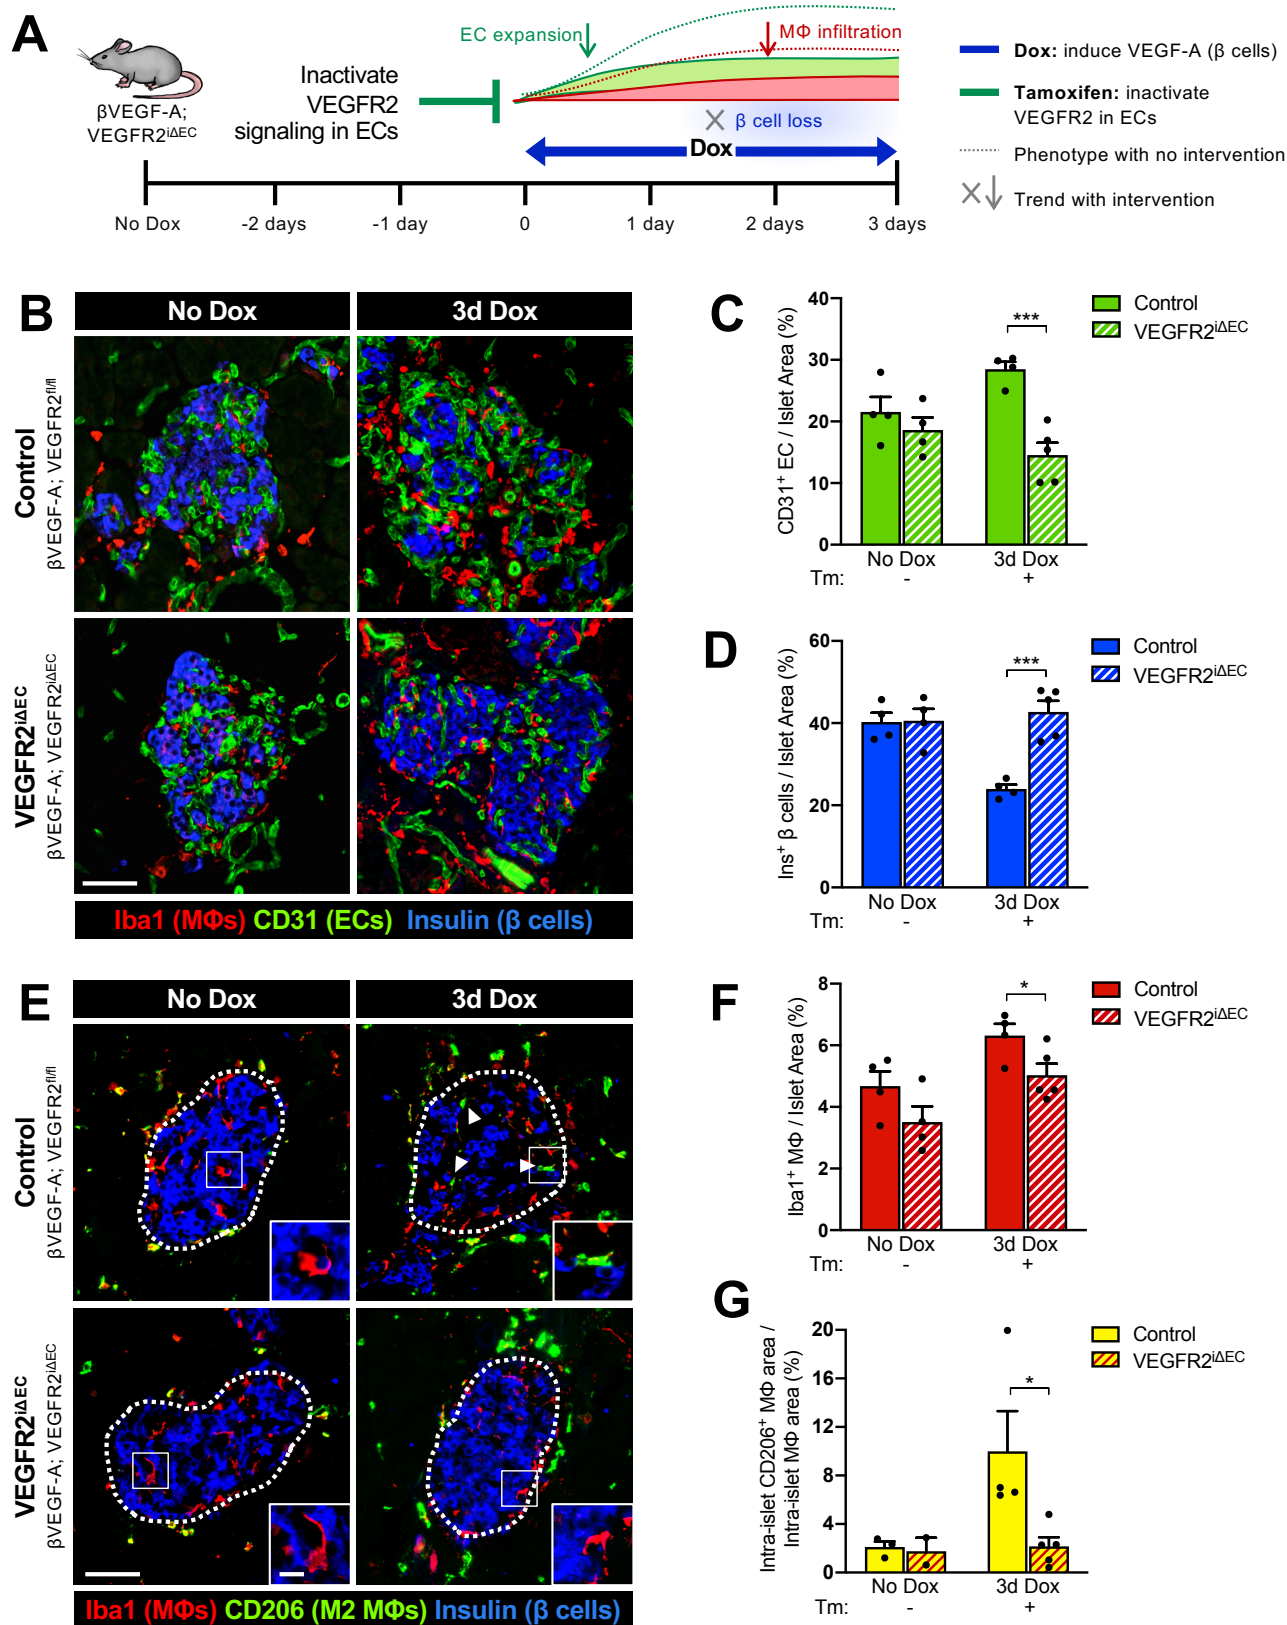 A
βVEGF-A;
VEGFR2iΔEC
Inactivate
VEGFR2
signaling in ECs
EC expansion
MΦ infiltration
β cell loss
Dox
No Dox
-2 days
-1 day
0
1 day
2 days
3 days
Dox: induce VEGF-A (β cells)
Tamoxifen: inactivate
VEGFR2 in ECs
Phenotype with no intervention
Trend with intervention
B
No Dox
3d Dox
Control
βVEGF-A; VEGFR2fl/fl
VEGFR2iΔEC
βVEGF-A; VEGFR2iΔEC
Iba1 (MΦs) CD31 (ECs) Insulin (β cells)
C
CD31+ EC / Islet Area (%)
40
30
20
10
0
***
No Dox
3d Dox
Tm:
-
+
Control
VEGFR2iΔEC
D
Ins+ β cells / Islet Area (%)
60
40
20
0
***
No Dox
3d Dox
Tm:
-
+
Control
VEGFR2iΔEC
E
No Dox
3d Dox
Control
βVEGF-A; VEGFR2fl/fl
VEGFR2iΔEC
βVEGF-A; VEGFR2iΔEC
Iba1 (MΦs) CD206 (M2 MΦs) Insulin (β cells)
F
Iba1+ MΦ / Islet Area (%)
8
6
4
2
0
*
No Dox
3d Dox
Tm:
-
+
Control
VEGFR2iΔEC
G
Intra-islet CD206+ MΦ area /
Intra-islet MΦ area (%)
20
16
12
8
4
0
*
No Dox
3d Dox
Tm:
-
+
Control
VEGFR2iΔEC